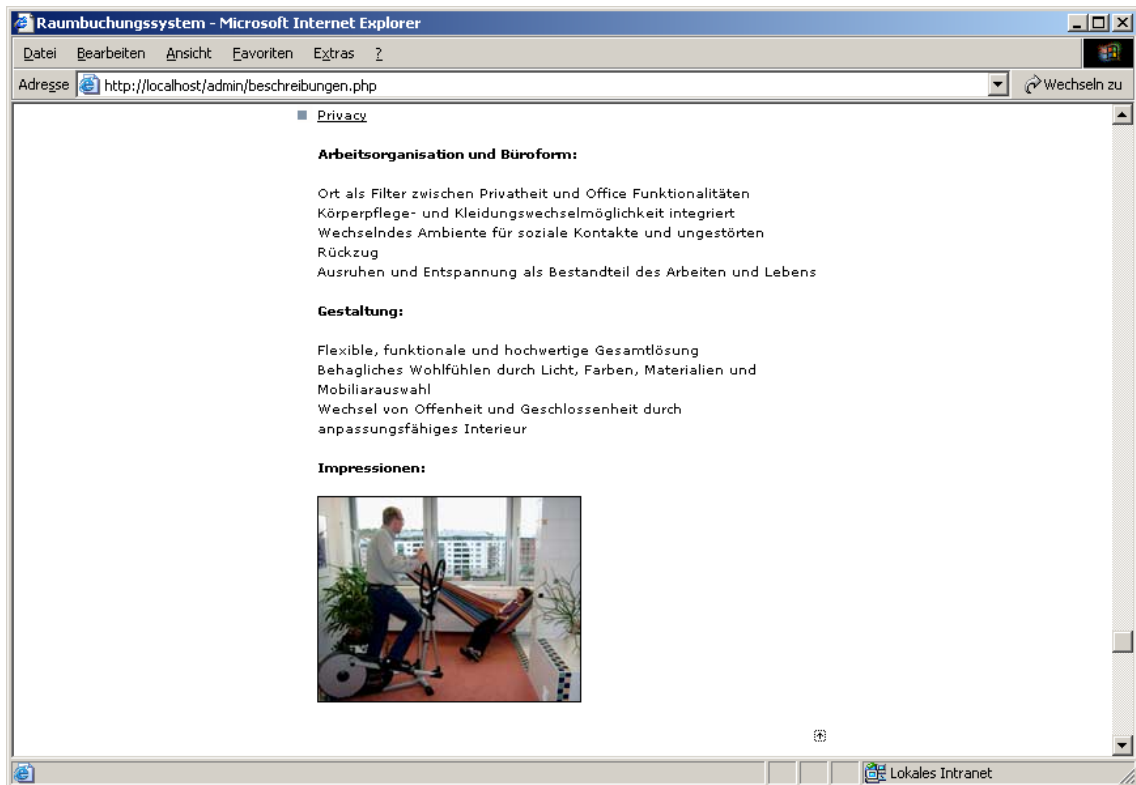 Raumbuchungssystem - Microsoft Internet Explorer
Datei Bearbeiten Ansicht Favoriten Extras ?
Adresse http://localhost/admin/beschreibungen.php Wechseln zu
Privacy
Arbeitsorganisation und Büroform:
Ort als Filter zwischen Privatheit und Office Funktionalitäten
Körperpflege- und Kleidungswechselmöglichkeit integriert
Wechselndes Ambiente für soziale Kontakte und ungestörten
Rückzug
Ausruhen und Entspannung als Bestandteil des Arbeiten und Lebens
Gestaltung:
Flexible, funktionale und hochwertige Gesamtlösung
Behagliches Wohlfühlen durch Licht, Farben, Materialien und
Mobiliarauswahl
Wechsel von Offenheit und Geschlossenheit durch
anpassungsfähiges Interieur
Impressionen:
Lokales Intranet